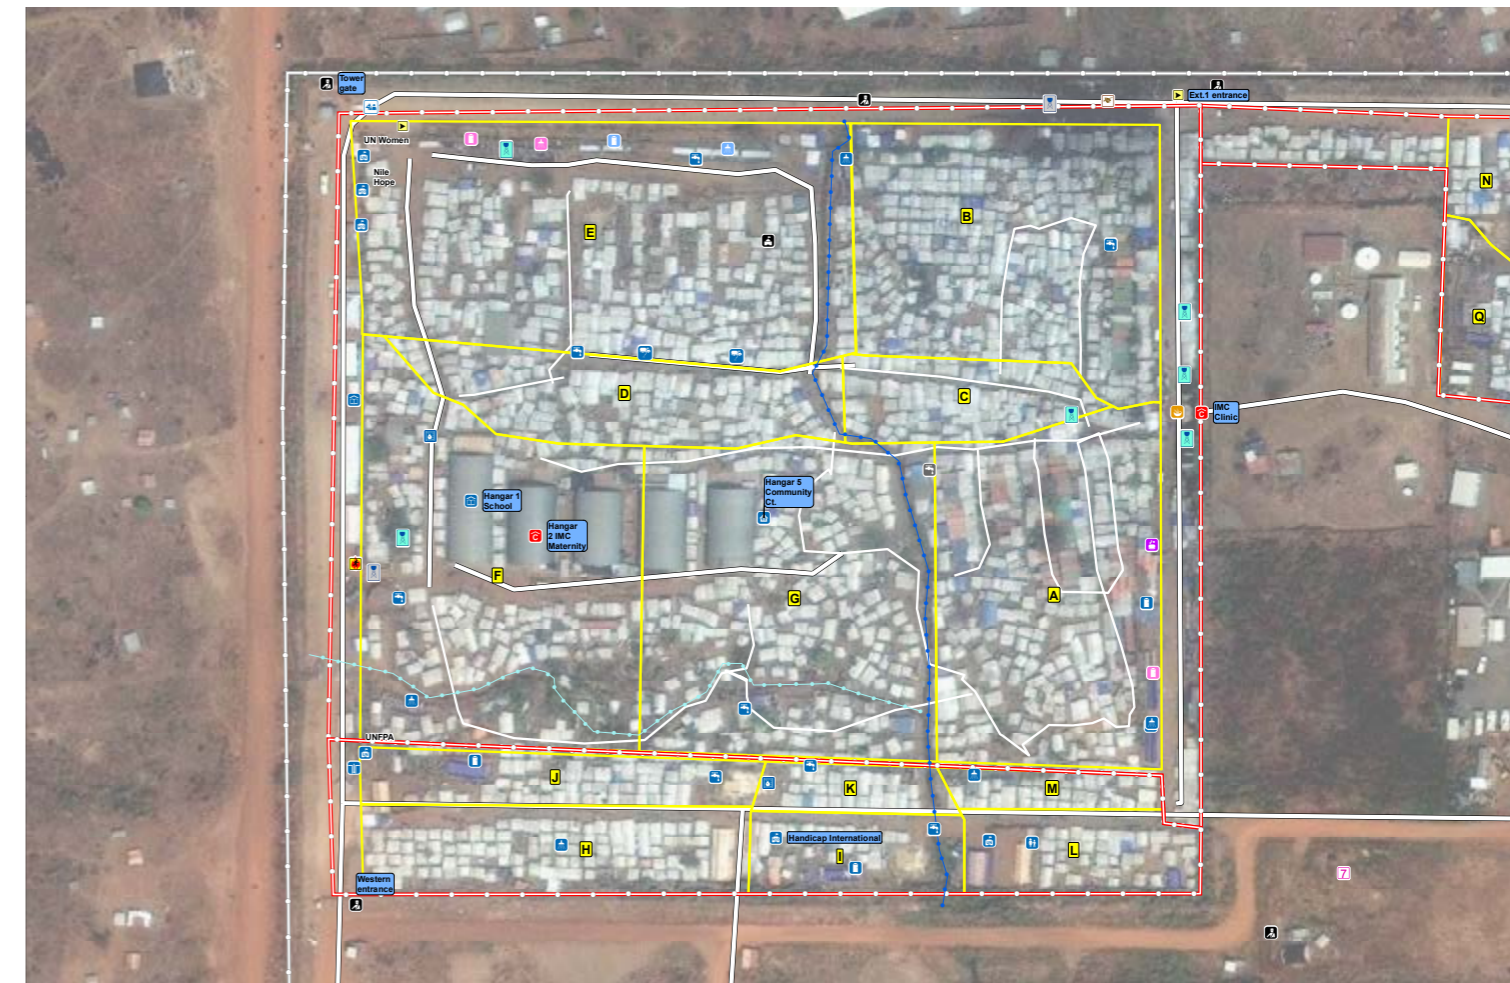 Tower
gate
Ext.1 entrance
UN Women
Nile
Hope
N
B
E
Q
D
C
IMC
Clinic
Hangar 5
Community
Ct.
Hangar 1
School
Hangar
2 IMC
Maternity
F
G
A
UNFPA
J
K
M
Handicap International
H
I
L
7
Western
entrance